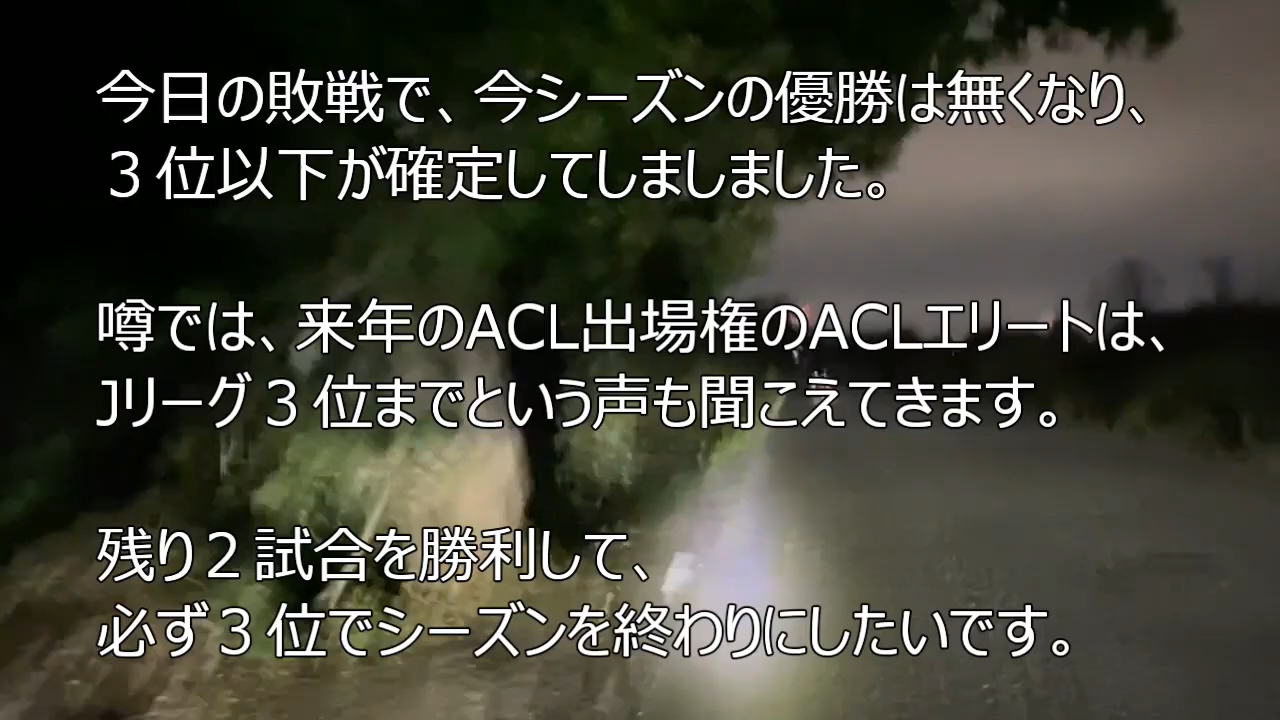 今日の敗戦で、今シーズンの優勝は無くなり、
３位以下が確定してしましました。
噂では、来年のACL出場権のACLエリートは、
Jリーグ３位までという声も聞こえてきます。
残り２試合を勝利して、
必ず３位でシーズンを終わりにしたいです。